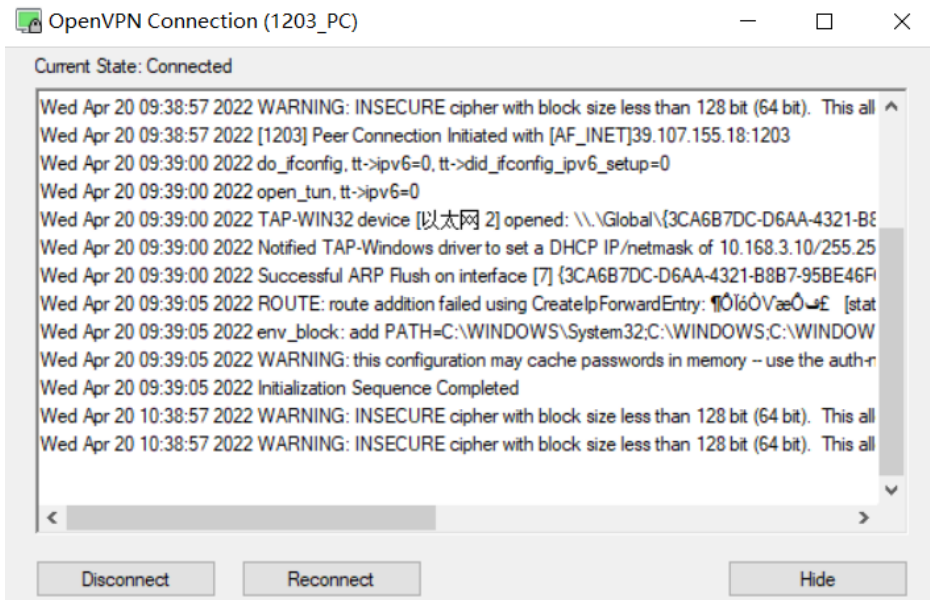 OpenVPN Connection (1203_PC)
Current State: Connected
Wed Apr 20 09:38:57 2022 WARNING: INSECURE cipher with block size less than 128 bit (64 bit).  This all
Wed Apr 20 09:38:57 2022 [1203] Peer Connection Initiated with [AF_INET]39.107.155.18:1203
Wed Apr 20 09:39:00 2022 do_ifconfig, tt->ipv6=0, tt->did_ifconfig_ipv6_setup=0
Wed Apr 20 09:39:00 2022 open_tun, tt->ipv6=0
Wed Apr 20 09:39:00 2022 TAP-WIN32 device [以太网 2] opened: \\.\Global\{3CA6B7DC-D6AA-4321-B8
Wed Apr 20 09:39:00 2022 Notified TAP-Windows driver to set a DHCP IP/netmask of 10.168.3.10/255.25
Wed Apr 20 09:39:00 2022 Successful ARP Flush on interface [7] {3CA6B7DC-D6AA-4321-B8B7-95BE46F
Wed Apr 20 09:39:05 2022 ROUTE: route addition failed using CreateIpForwardEntry: [stat
Wed Apr 20 09:39:05 2022 env_block: add PATH=C:\WINDOWS\System32;C:\WINDOWS;C:\WINDOW
Wed Apr 20 09:39:05 2022 WARNING: this configuration may cache passwords in memory -- use the auth-n
Wed Apr 20 09:39:05 2022 Initialization Sequence Completed
Wed Apr 20 10:38:57 2022 WARNING: INSECURE cipher with block size less than 128 bit (64 bit).  This all
Wed Apr 20 10:38:57 2022 WARNING: INSECURE cipher with block size less than 128 bit (64 bit).  This all
Disconnect
Reconnect
Hide